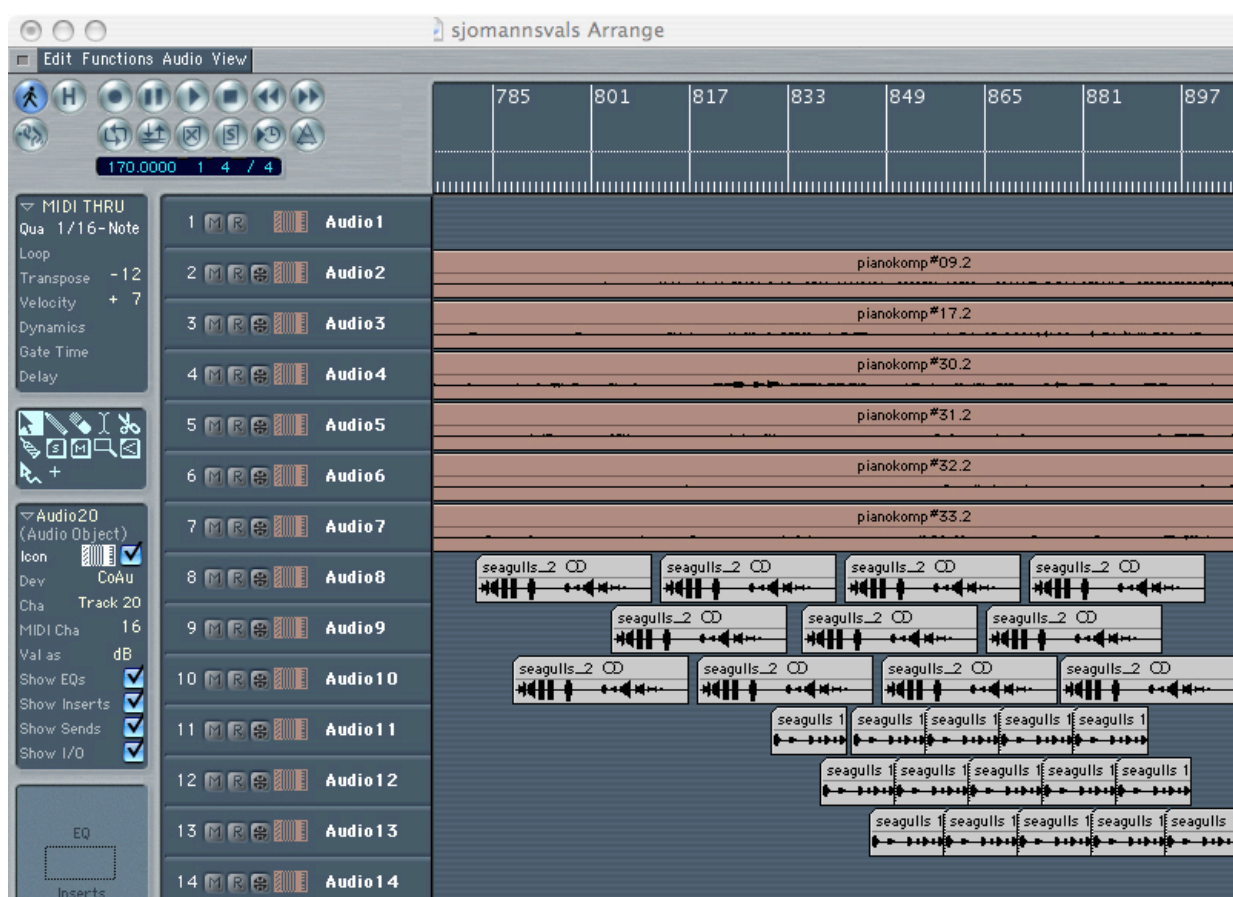 sjomannsvals Arrange
Edit Functions Audio View
H
S
170.0000 1 4 / 4
785 801 817 833 849 865 881 897
MIDI THRU
Qua 1/16-Note
Loop
Transpose -12
Velocity + 7
Dynamics
Gate Time
Delay
S M
Audio20
(Audio Object)
Icon
Dev CoAu
Cha Track 20
MIDI Cha 16
Val as dB
Show EQs
Show Inserts
Show Sends
Show I/O
EQ
Inserts
1 M R Audio1
2 M R Audio2
pianokomp#09.2
3 M R Audio3
pianokomp#17.2
4 M R Audio4
pianokomp#30.2
5 M R Audio5
pianokomp#31.2
6 M R Audio6
pianokomp#32.2
7 M R Audio7
pianokomp#33.2
8 M R Audio8
seagulls_2 seagulls_2 seagulls_2 seagulls_2
9 M R Audio9
seagulls_2 seagulls_2 seagulls_2
10 M R Audio10
seagulls_2 seagulls_2 seagulls_2 seagulls_2
11 M R Audio11
seagulls 1 seagulls 1 seagulls 1 seagulls 1 seagulls 1
12 M R Audio12
seagulls 1 seagulls 1 seagulls 1 seagulls 1 seagulls 1
13 M R Audio13
seagulls 1 seagulls 1 seagulls 1 seagulls 1 seagulls
14 M R Audio14